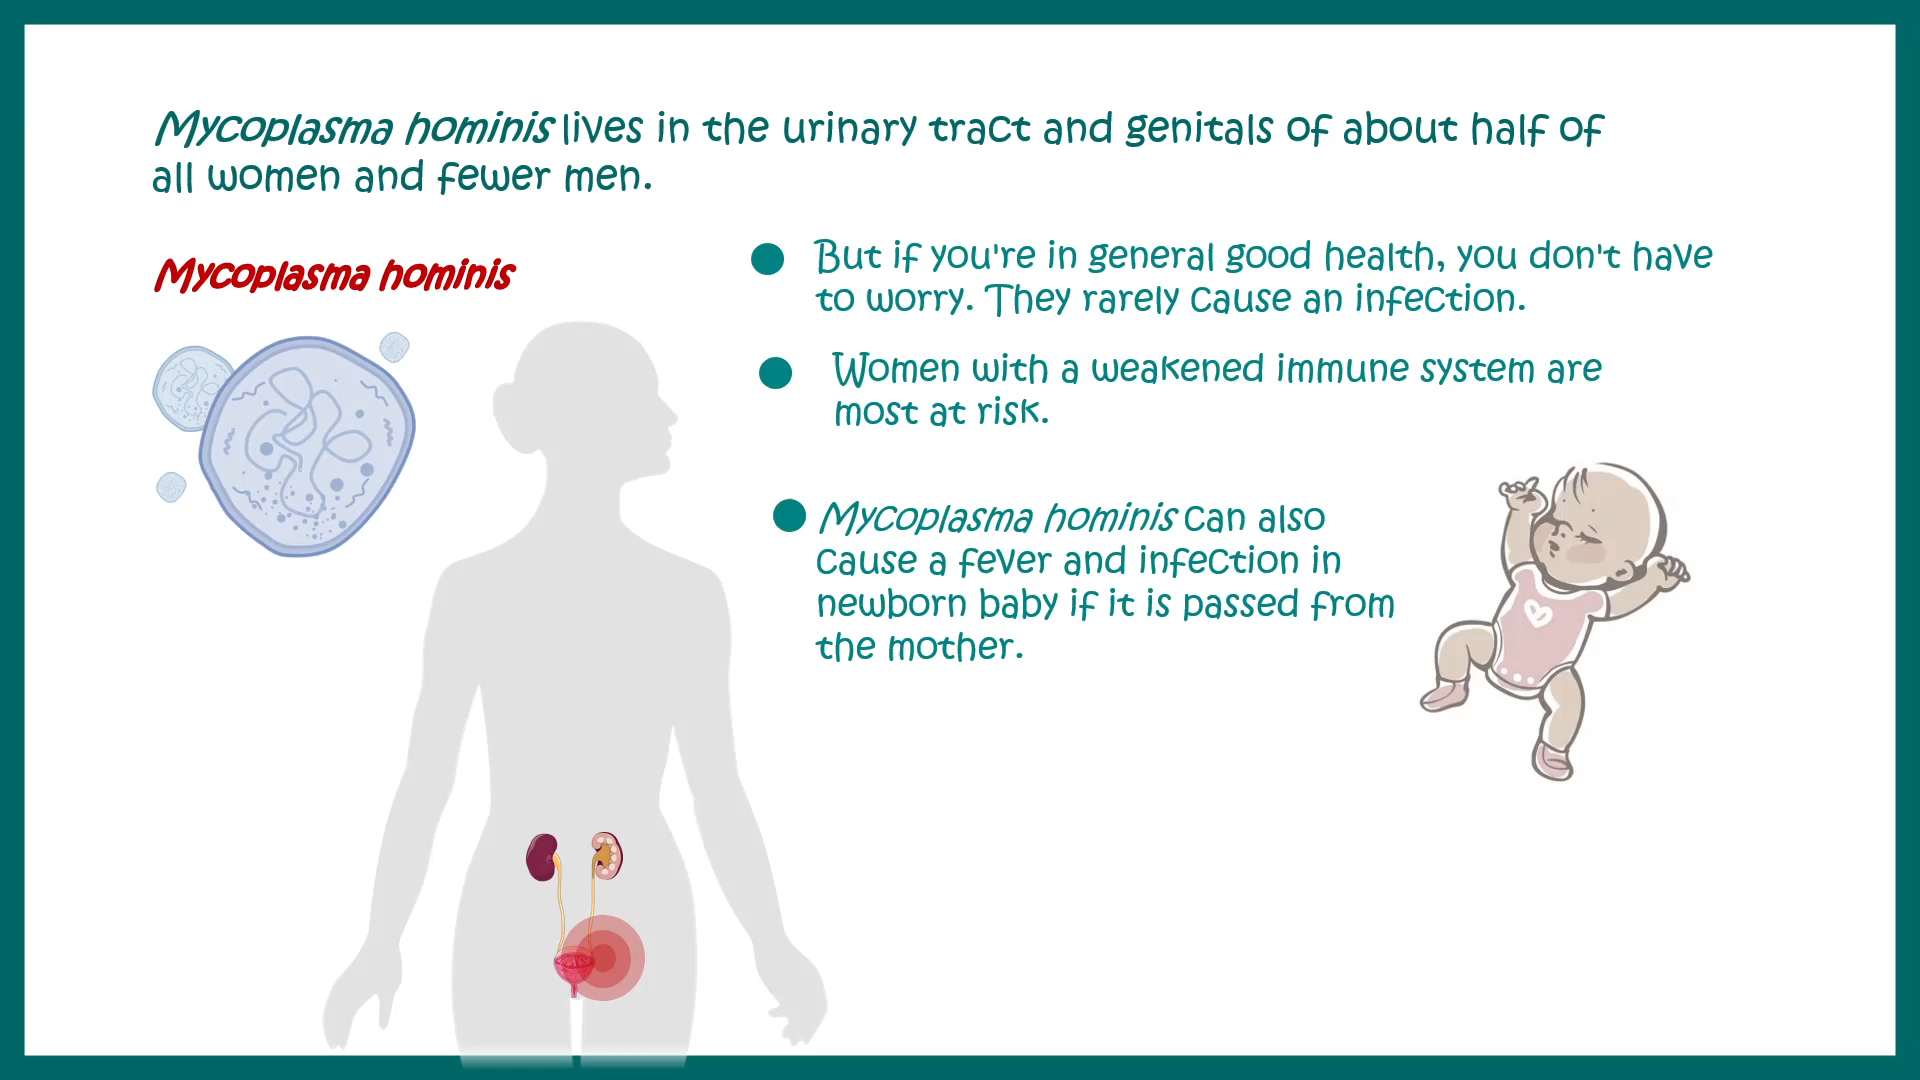 Mycoplasma hominis lives in the urinary tract and genitals of about half of
all women and fewer men.
Mycoplasma hominis
But if you're in general good health, you don't have
to worry. They rarely cause an infection.
Women with a weakened immune system are
most at risk.
Mycoplasma hominis can also
cause a fever and infection in
newborn baby if it is passed from
the mother.